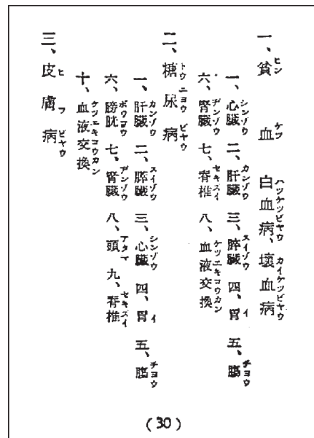 一、貧血 白血病、壊血病
一、心臓 二、肝臓 三、脾臓 四、胃 五、腸
六、腎臓 七、脊椎 八、血液交換
二、糖尿病
一、肝臓 二、膵臓 三、心臓 四、胃 五、腸
六、膀胱 七、腎臓 八、頭 九、脊椎
十、血液交換
三、皮膚病
(30)